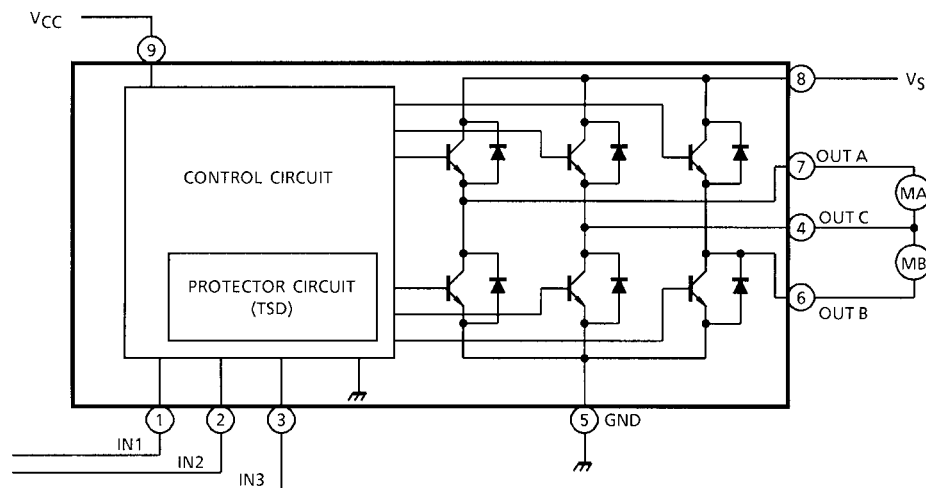 VCC
9
8
VS
CONTROL CIRCUIT
7
OUT A
MA
4
OUT C
MB
PROTECTOR CIRCUIT
(TSD)
6
OUT B
1
2
3
5
GND
IN1
IN2
IN3